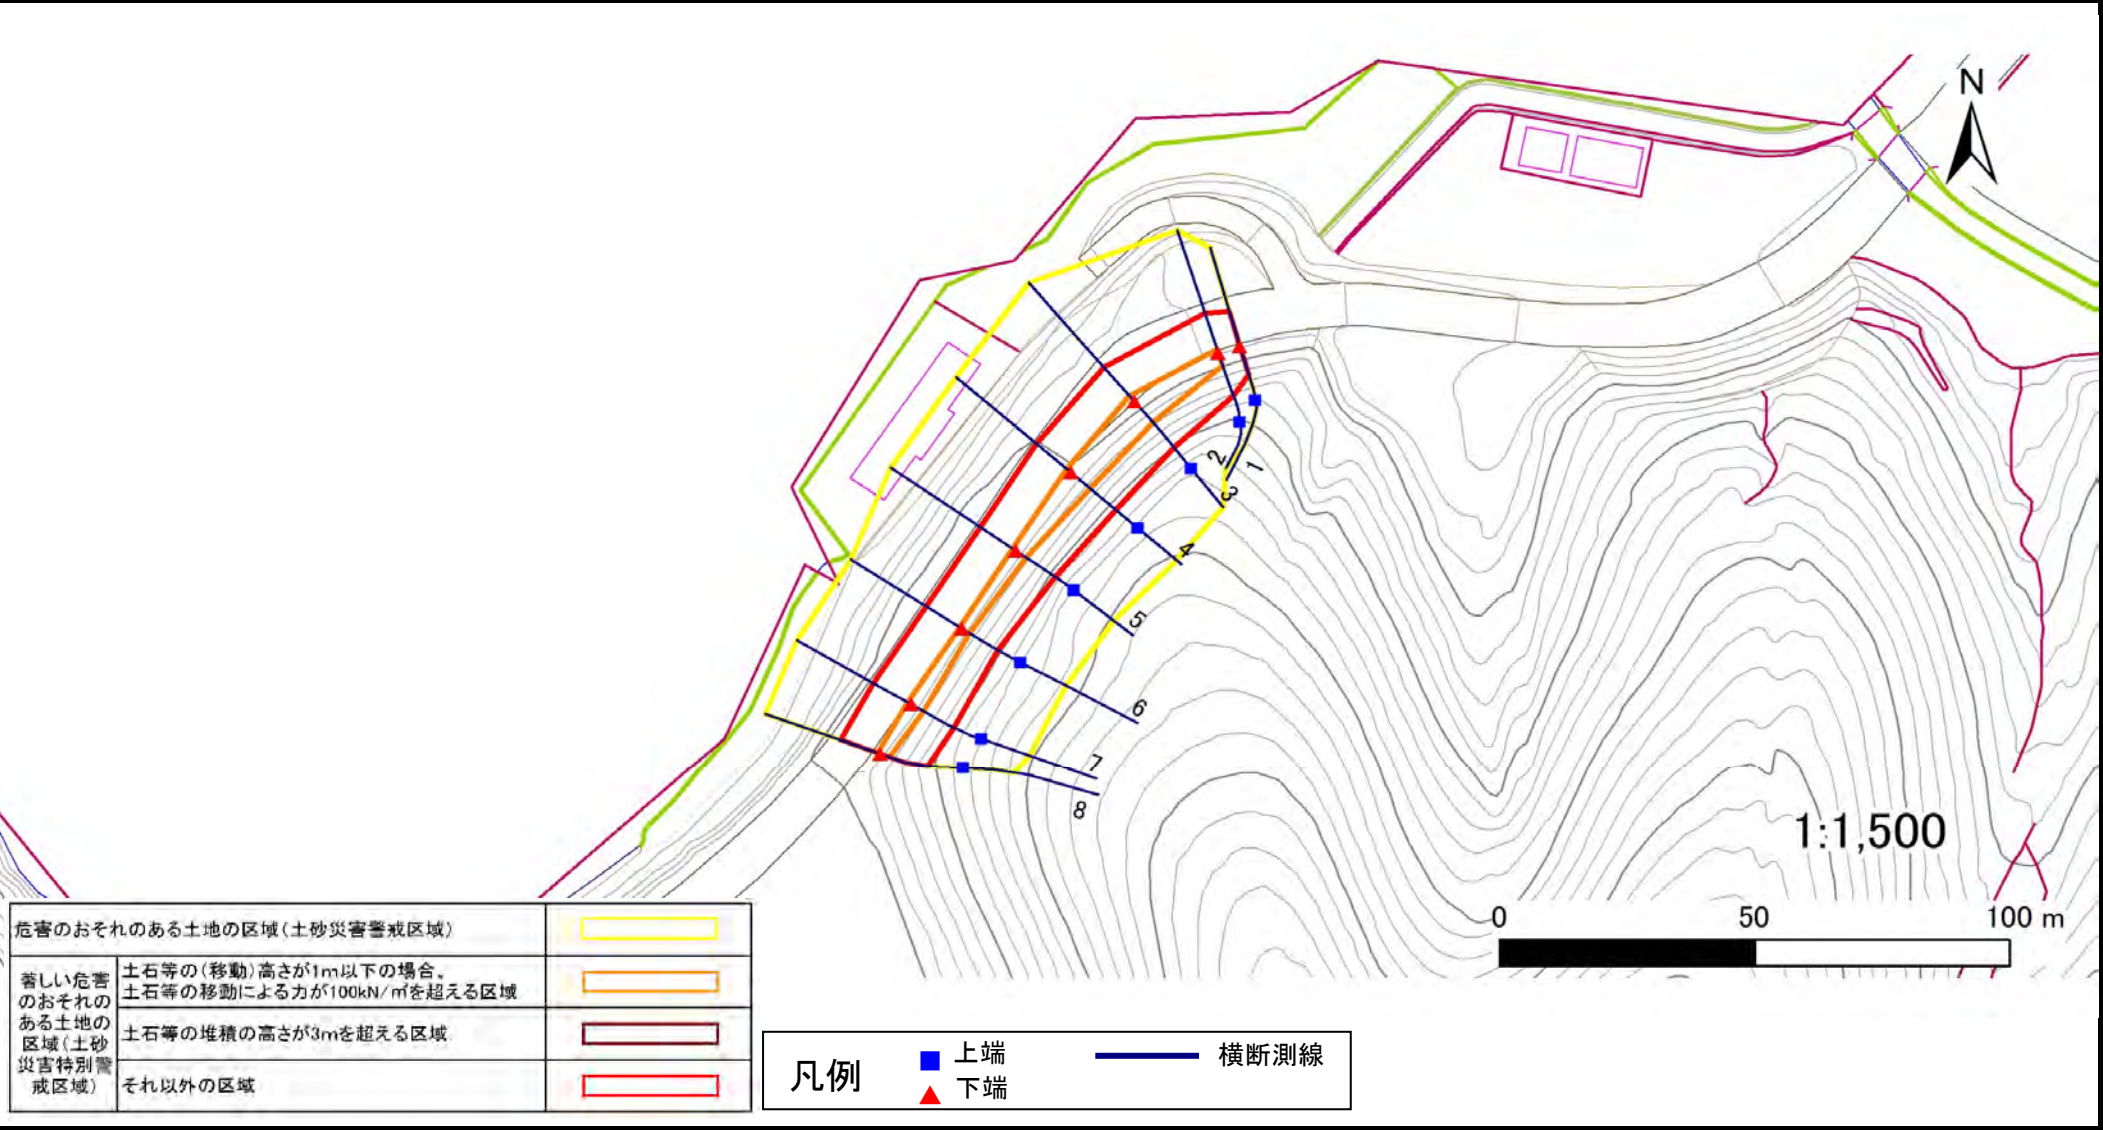 N
2
1
3
4
5
6
7
8
1:1,500
0 50 100 m
危害のおそれのある土地の区域(土砂災害警戒区域)
著しい危害
のおそれの
ある土地の
区域(土砂
災害特別警
戒区域)
土石等の(移動)高さが1m以下の場合、
土石等の移動による力が100kN/㎡を超える区域
土石等の堆積の高さが3mを超える区域
それ以外の区域
凡例
上端
下端
横断測線